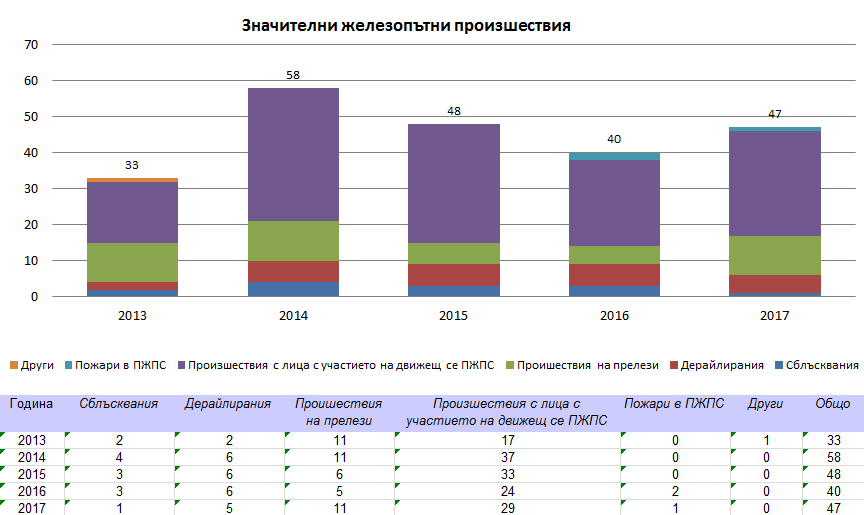 Значителни железопътни произшествия
70
60
50
40
30
20
10
0
33
58
48
40
47
2013 2014 2015 2016 2017
Други Пожари в ПЖПС Произшествия с лица с участието на движещ се ПЖПС Проишествия на прелези Дерайлирания Сблъсквания
Година Сблъсквания Дерайлирания Проишествия на прелези Произшествия с лица с участието на движещ се ПЖПС Пожари в ПЖПС Други Общо
2013 2 2 11 17 0 1 33
2014 4 6 11 37 0 0 58
2015 3 6 6 33 0 0 48
2016 3 6 5 24 2 0 40
2017 1 5 11 29 1 0 47